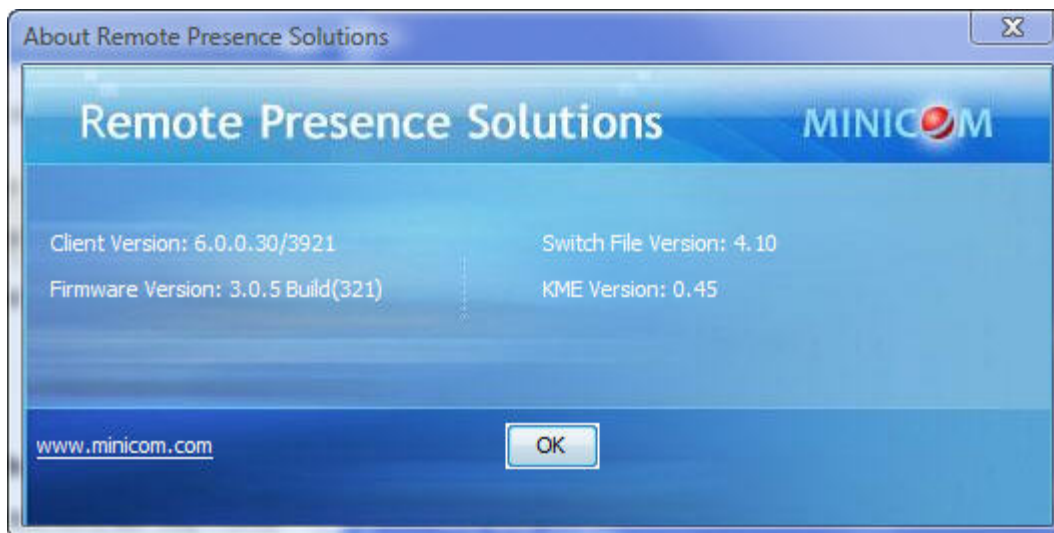 About Remote Presence Solutions
Remote Presence Solutions
MINICOM
Client Version: 6.0.0.30/3921
Switch File Version: 4.10
Firmware Version: 3.0.5 Build(321)
KME Version: 0.45
www.minicom.com
OK